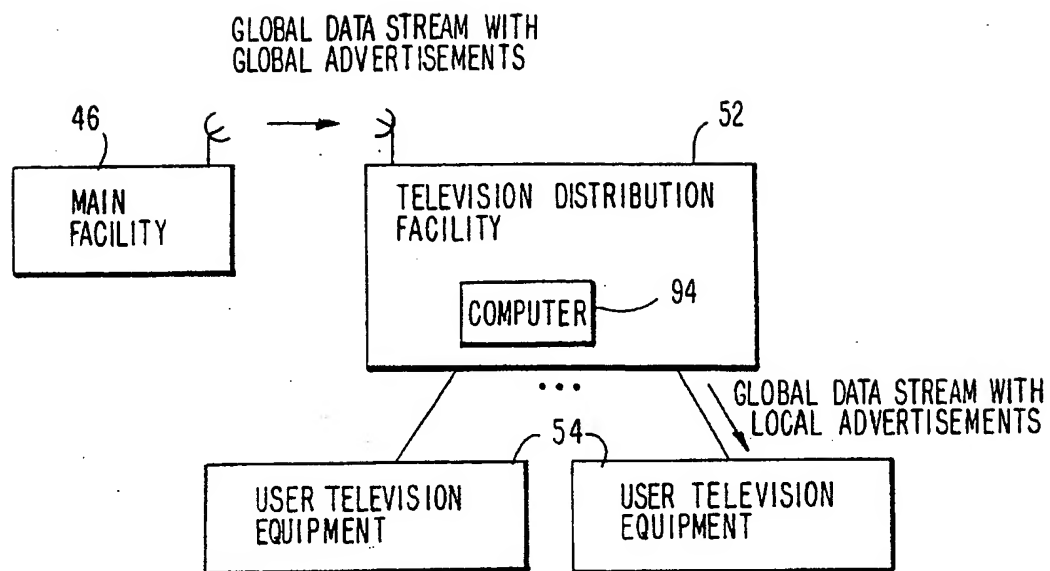 GLOBAL DATA STREAM WITH
GLOBAL ADVERTISEMENTS
46
52
MAIN
FACILITY
TELEVISION DISTRIBUTION
FACILITY
COMPUTER
94
GLOBAL DATA STREAM WITH
LOCAL ADVERTISEMENTS
54
USER TELEVISION
EQUIPMENT
USER TELEVISION
EQUIPMENT